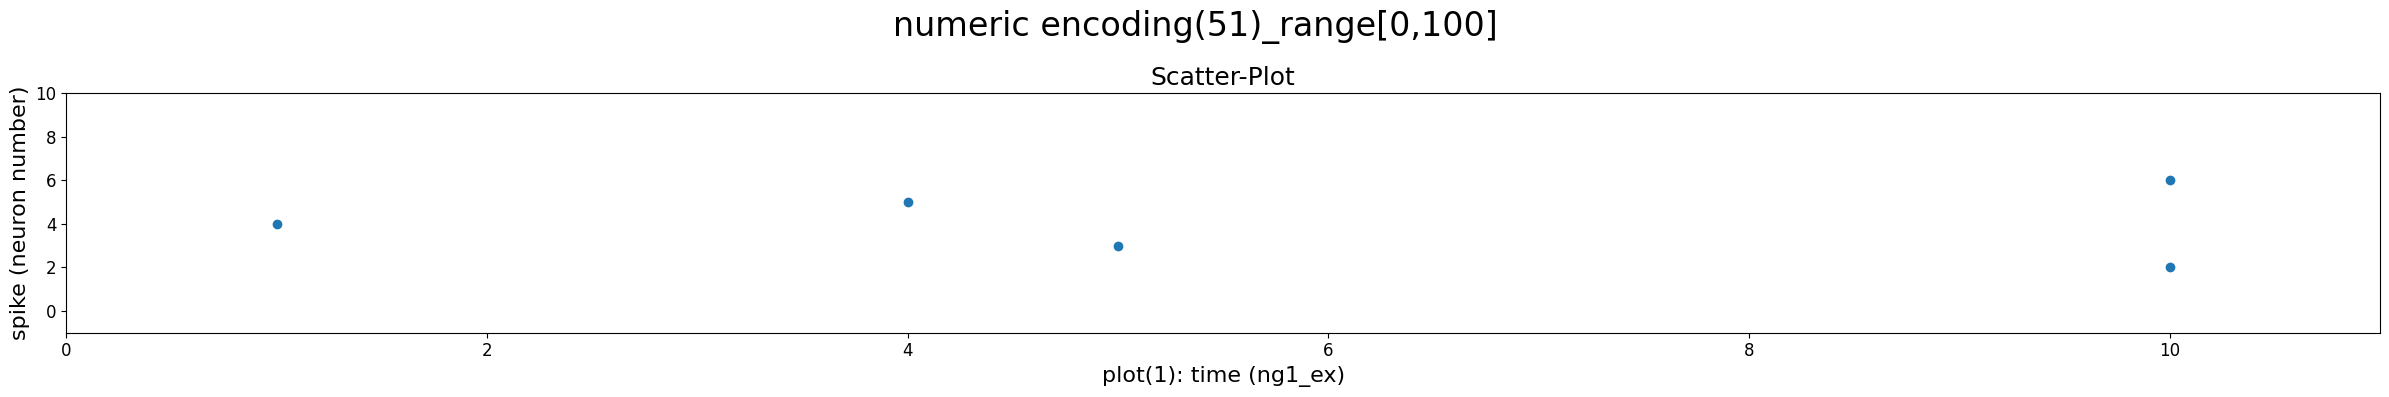 numeric encoding(51)_range[0,100]
Scatter-Plot
spike (neuron number)
10
8
6
4
2
0
0 2 4 6 8 10
plot(1): time (ng1_ex)